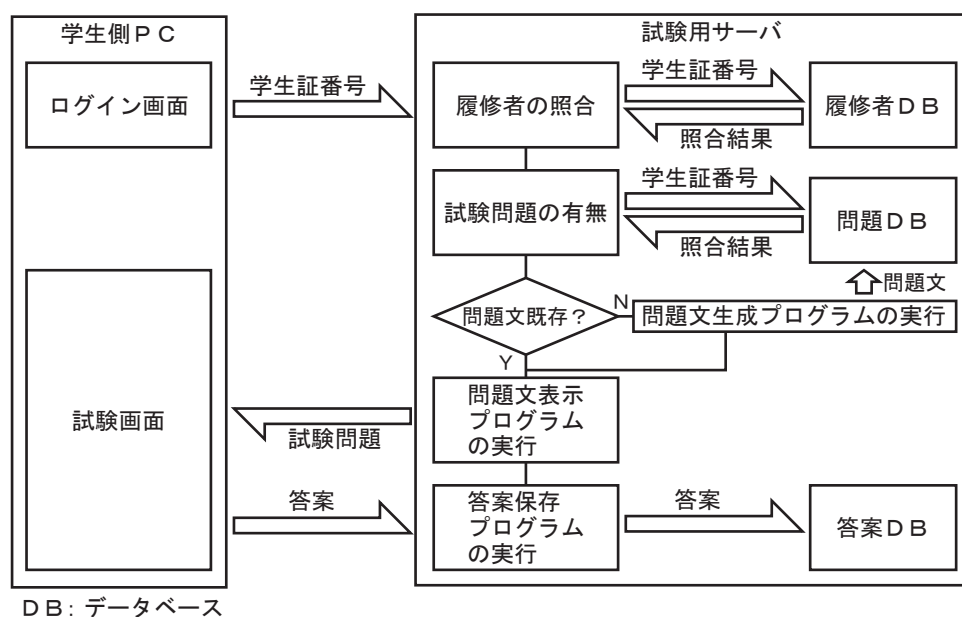 学生側ＰＣ
ログイン画面
試験画面
学生証番号
試験問題
答案
試験用サーバ
履修者の照合
学生証番号
照合結果
履修者ＤＢ
試験問題の有無
学生証番号
照合結果
問題ＤＢ
問題文
問題文既存？
N
問題文生成プログラムの実行
Y
問題文表示
プログラム
の実行
答案保存
プログラム
の実行
答案
答案ＤＢ
ＤＢ：データベース